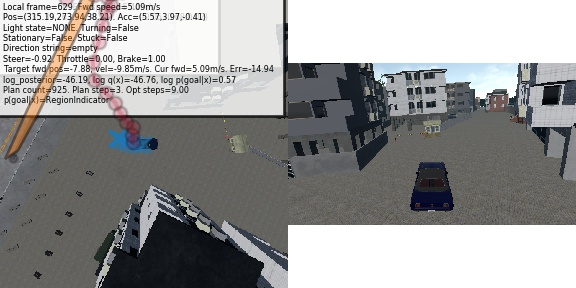 Local frame=629. Fwd speed=5.09m/s
Pos=(315.19,273.94,38.21). Acc=(5.57,3.97,-0.41)
Light state=NONE. Turning=False
Stationary=False. Stuck=False
Direction string=empty
Steer=-0.92, Throttle=0.00, Brake=1.00
Target fwd:pos=-7.88,vel=-9.85m/s. Cur fwd=5.09m/s. Err=-14.94
log_posterior=-46.19, log q(x)=-46.76, log p(goal|x)=0.57
Plan count=925. Plan step=3. Opt steps=9.00
p(goal|x)=RegionIndicator